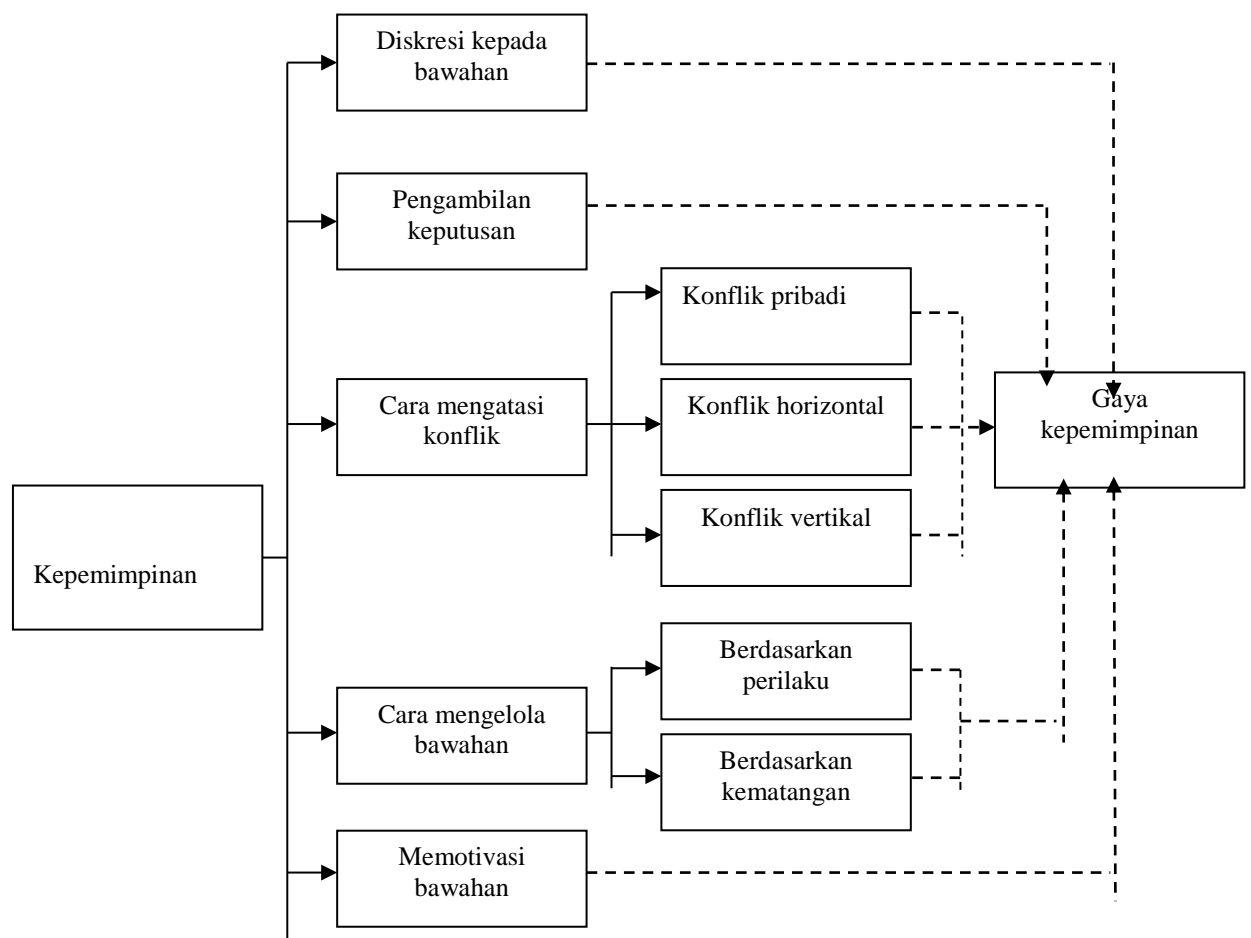 Diskresi kepada
bawahan
Pengambilan
keputusan
Konflik pribadi
Cara mengatasi
konflik
Konflik horizontal
Gaya
kepemimpinan
Konflik vertikal
Kepemimpinan
Berdasarkan
perilaku
Cara mengelola
bawahan
Berdasarkan
kematangan
Memotivasi
bawahan